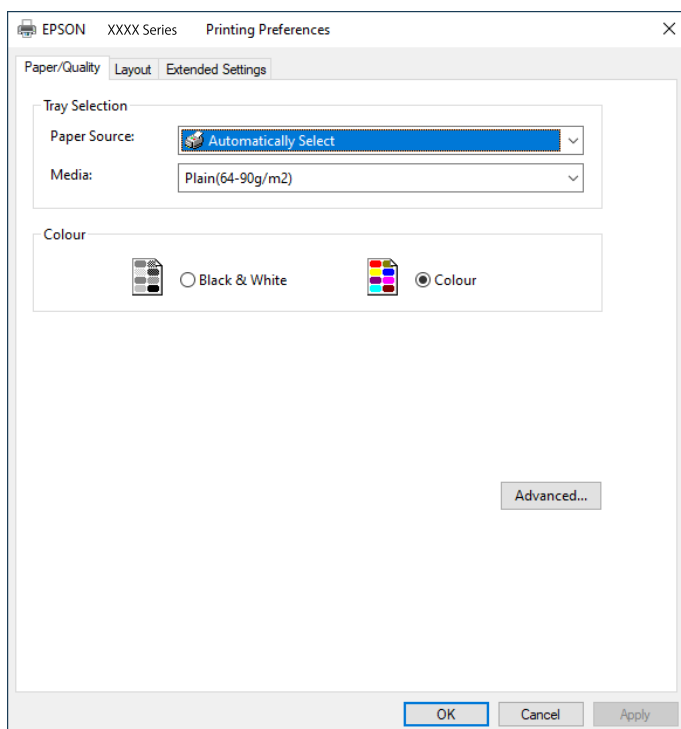 EPSON XXXX Series Printing Preferences
Paper/Quality Layout Extended Settings
Tray Selection
Paper Source: Automatically Select
Media: Plain(64-90g/m2)
Colour
Black & White Colour
Advanced...
OK Cancel Apply